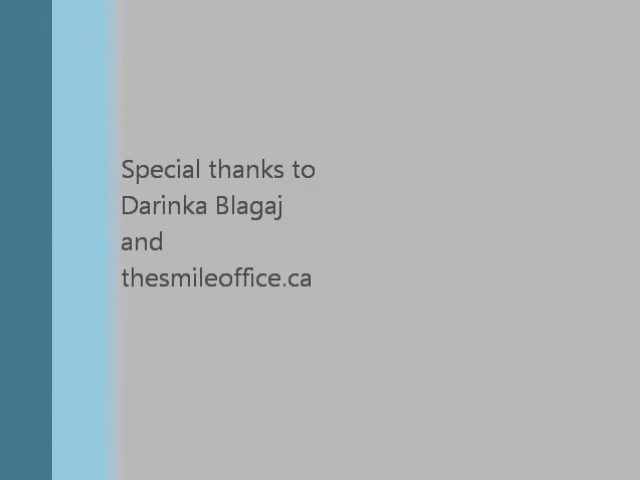 Special thanks to
Darinka Blagaj
and
thesmileoffice.ca